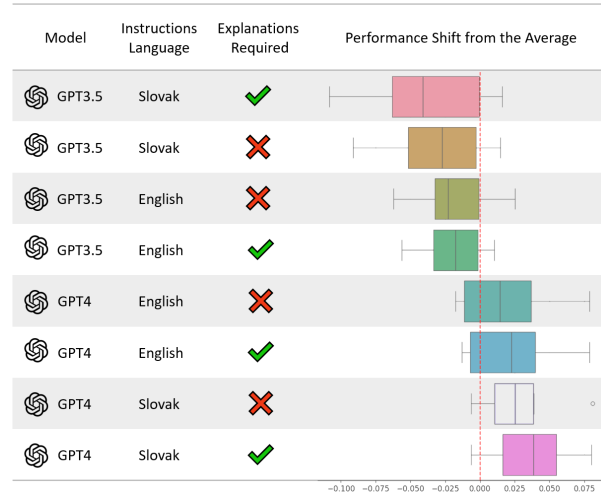 Model Instructions Language Explanations Required Performance Shift from the Average
GPT3.5 Slovak
GPT3.5 Slovak
GPT3.5 English
GPT3.5 English
GPT4 English
GPT4 English
GPT4 Slovak
GPT4 Slovak
−0.100 −0.075 −0.050 −0.025 0.000 0.025 0.050 0.075